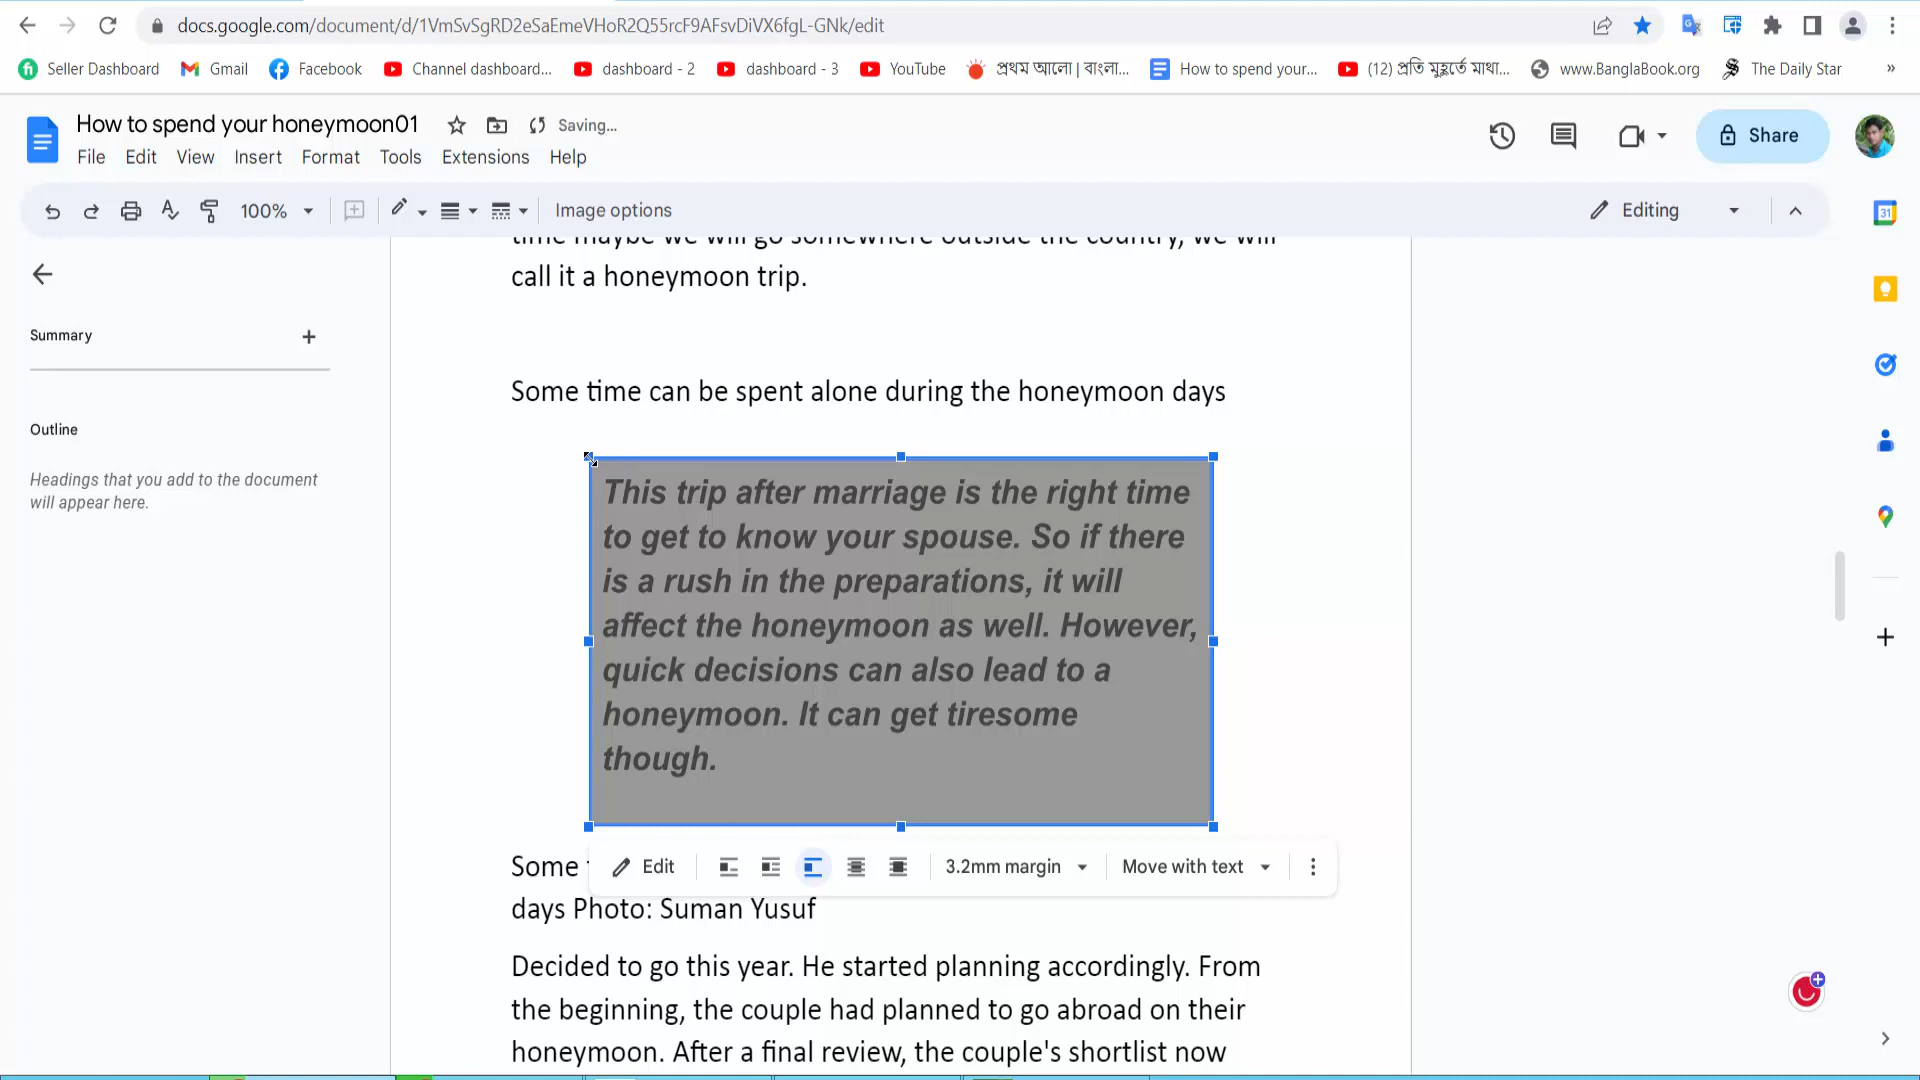 docs.google.com/document/d/1VmSvSgRD2eSaEmeVHoR2Q55rcF9AFsvDiVX6fgL-GNk/edit
Seller Dashboard Gmail Facebook Channel dashboard... dashboard - 2 dashboard - 3 YouTube প্রথম আলো | বাংলা... How to spend your... (12) প্রতি মুহূর্তে মাথা... www.BanglaBook.org The Daily Star »
How to spend your honeymoon01 Saving...
File Edit View Insert Format Tools Extensions Help
Share
100% Image options Editing
31
time maybe we will go somewhere outside the country, we will
call it a honeymoon trip.
Summary
Outline
Headings that you add to the document
will appear here.
Some time can be spent alone during the honeymoon days
This trip after marriage is the right time
to get to know your spouse. So if there
is a rush in the preparations, it will
affect the honeymoon as well. However,
quick decisions can also lead to a
honeymoon. It can get tiresome
though.
Some
Edit 3.2mm margin Move with text
days Photo: Suman Yusuf
Decided to go this year. He started planning accordingly. From
the beginning, the couple had planned to go abroad on their
honeymoon. After a final review, the couple's shortlist now